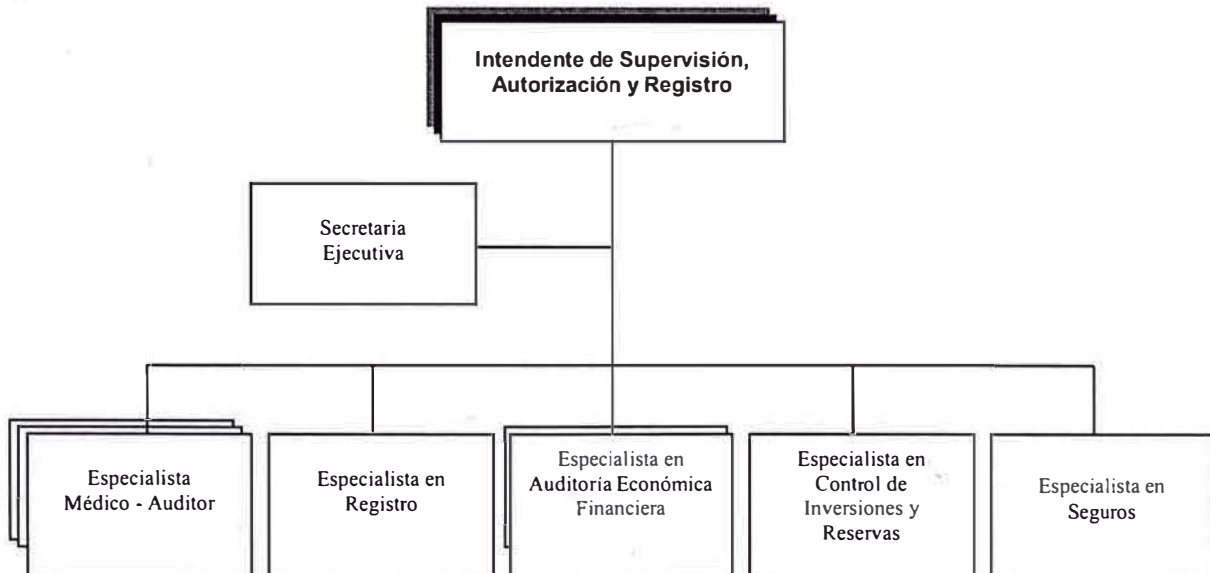 Intendente de Supervisión,
Autorización y Registro
Secretaria
Ejecutiva
Especialista
Médico - Auditor
Especialista en
Registro
Especialista en
Auditoría Económica
Financiera
Especialista en
Control de
Inversiones y
Reservas
Especialista en
Seguros